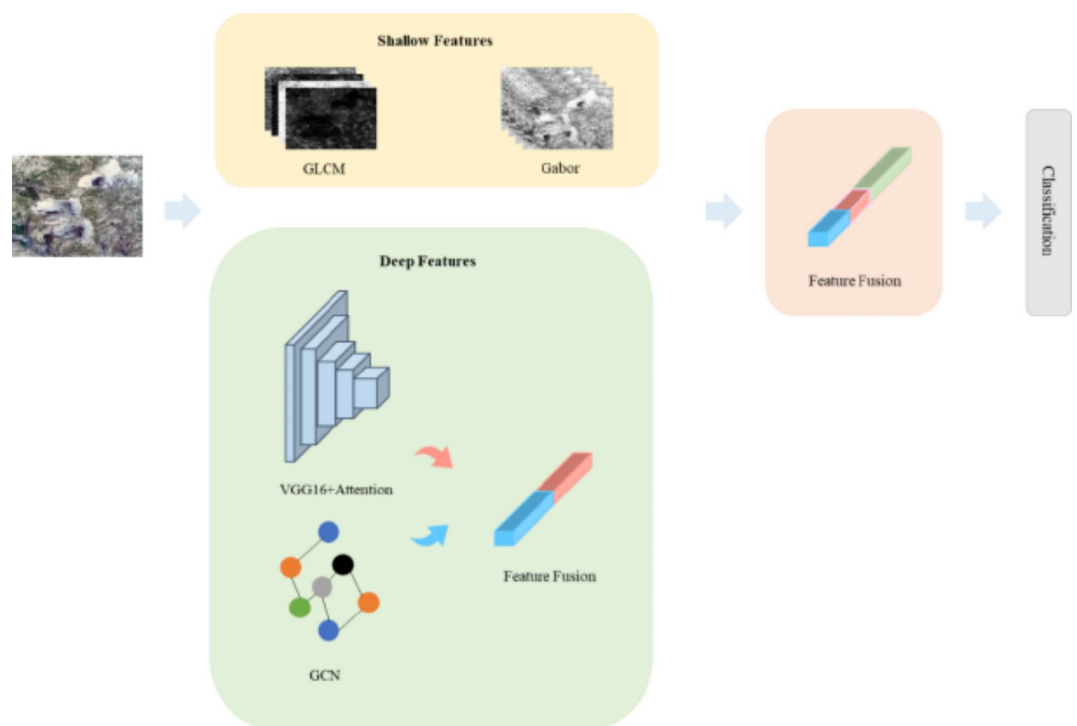 Shallow Features
GLCM
Gabor
Deep Features
VGG16+Attention
GCN
Feature Fusion
Feature Fusion
Classification